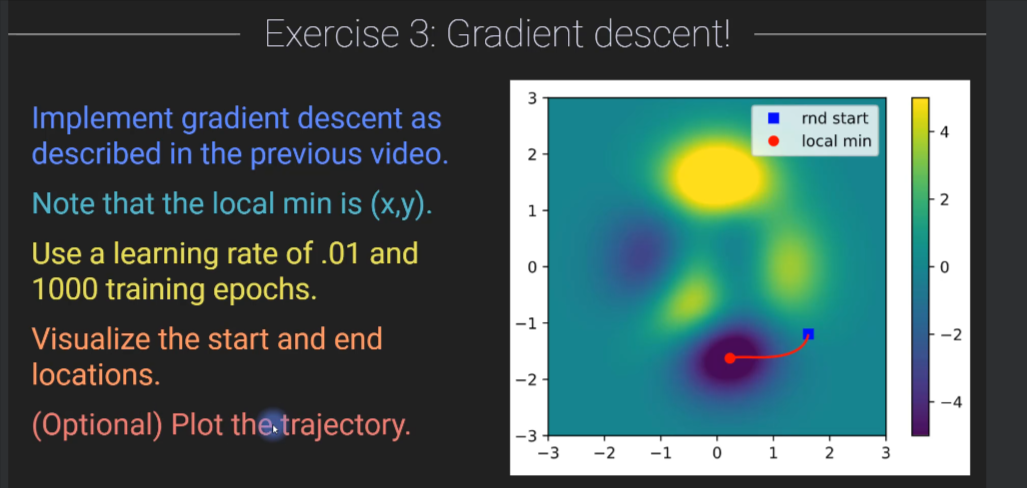 Exercise 3: Gradient descent!
Implement gradient descent as
described in the previous video.
Note that the local min is (x,y).
Use a learning rate of .01 and
1000 training epochs.
Visualize the start and end
locations.
(Optional) Plot the trajectory.
rnd start
local min
3
2
1
0
−1
−2
−3
−3 −2 −1 0 1 2 3
4
2
0
−2
−4